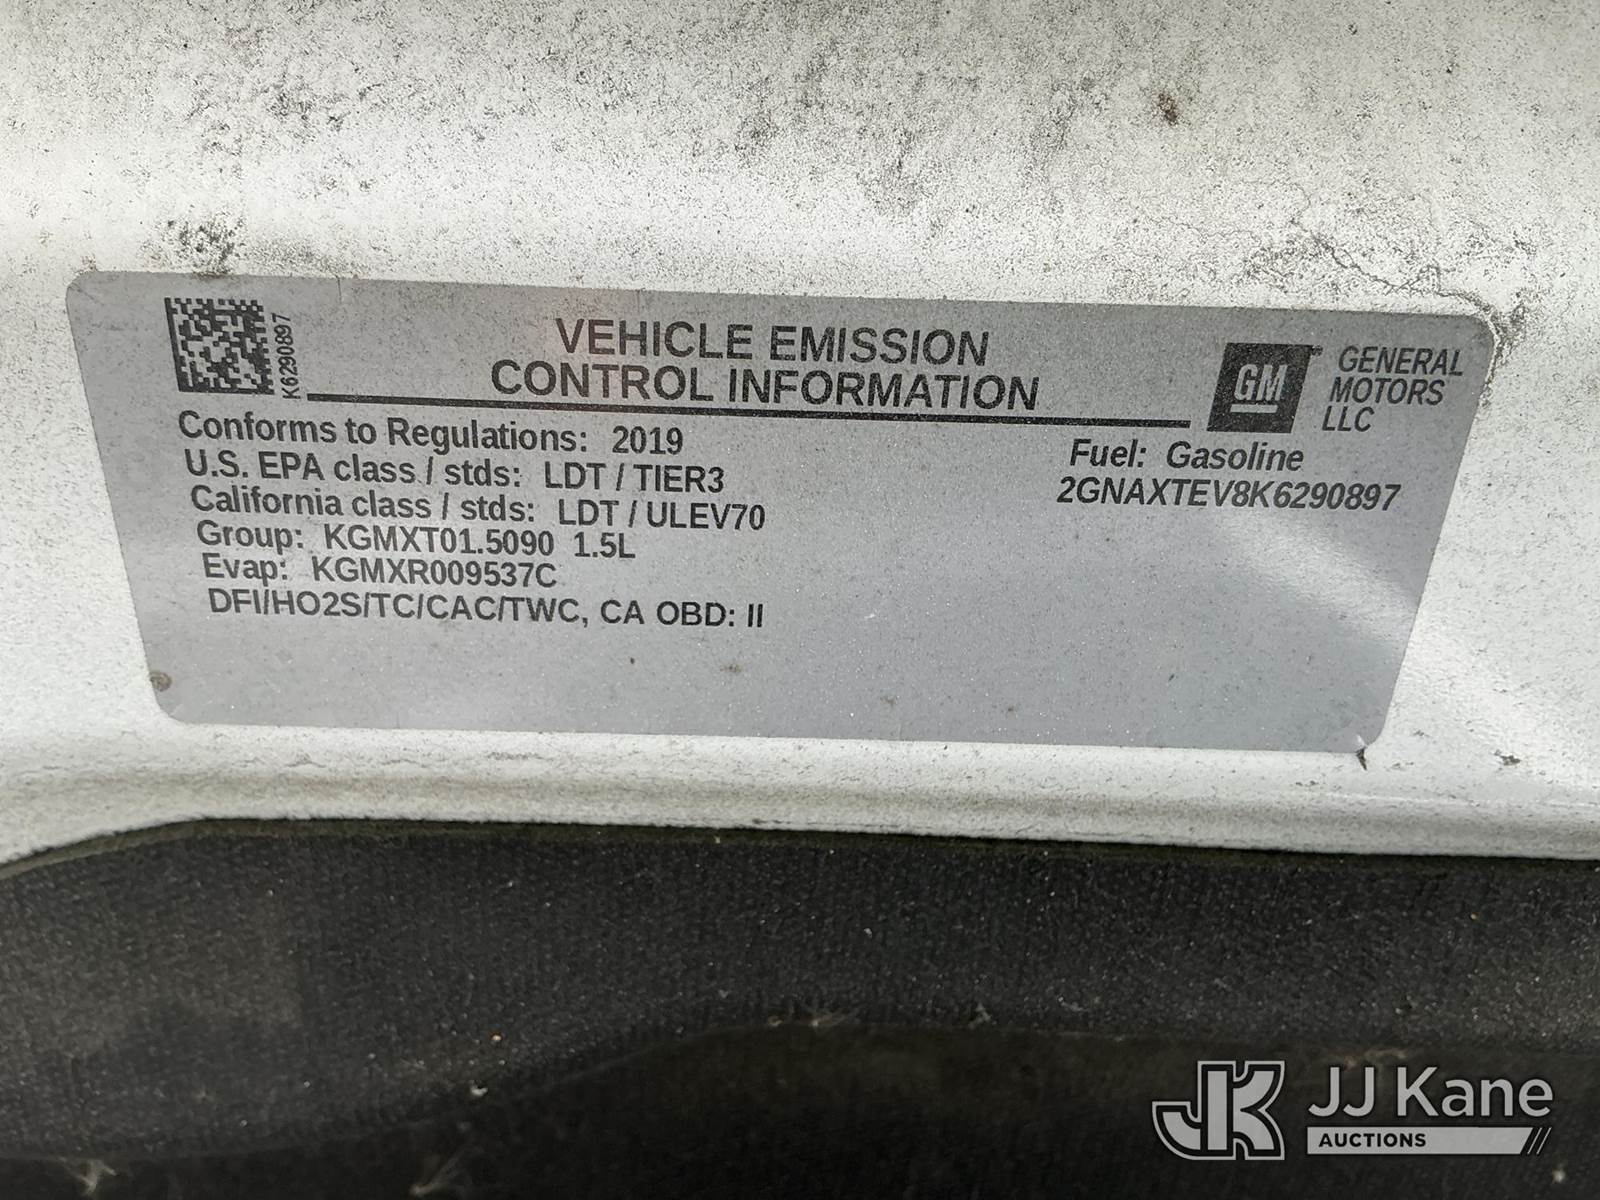 K6290897
VEHICLE EMISSION
CONTROL INFORMATION
GM
GENERAL
MOTORS
LLC
Conforms to Regulations: 2019
U.S. EPA class / stds: LDT / TIER3
California class / stds: LDT / ULEV70
Group: KGMXT01.5090 1.5L
Evap: KGMXR009537C
DFI/HO2S/TC/CAC/TWC, CA OBD: II
Fuel: Gasoline
2GNAXTEV8K6290897
JK
JJ Kane
AUCTIONS